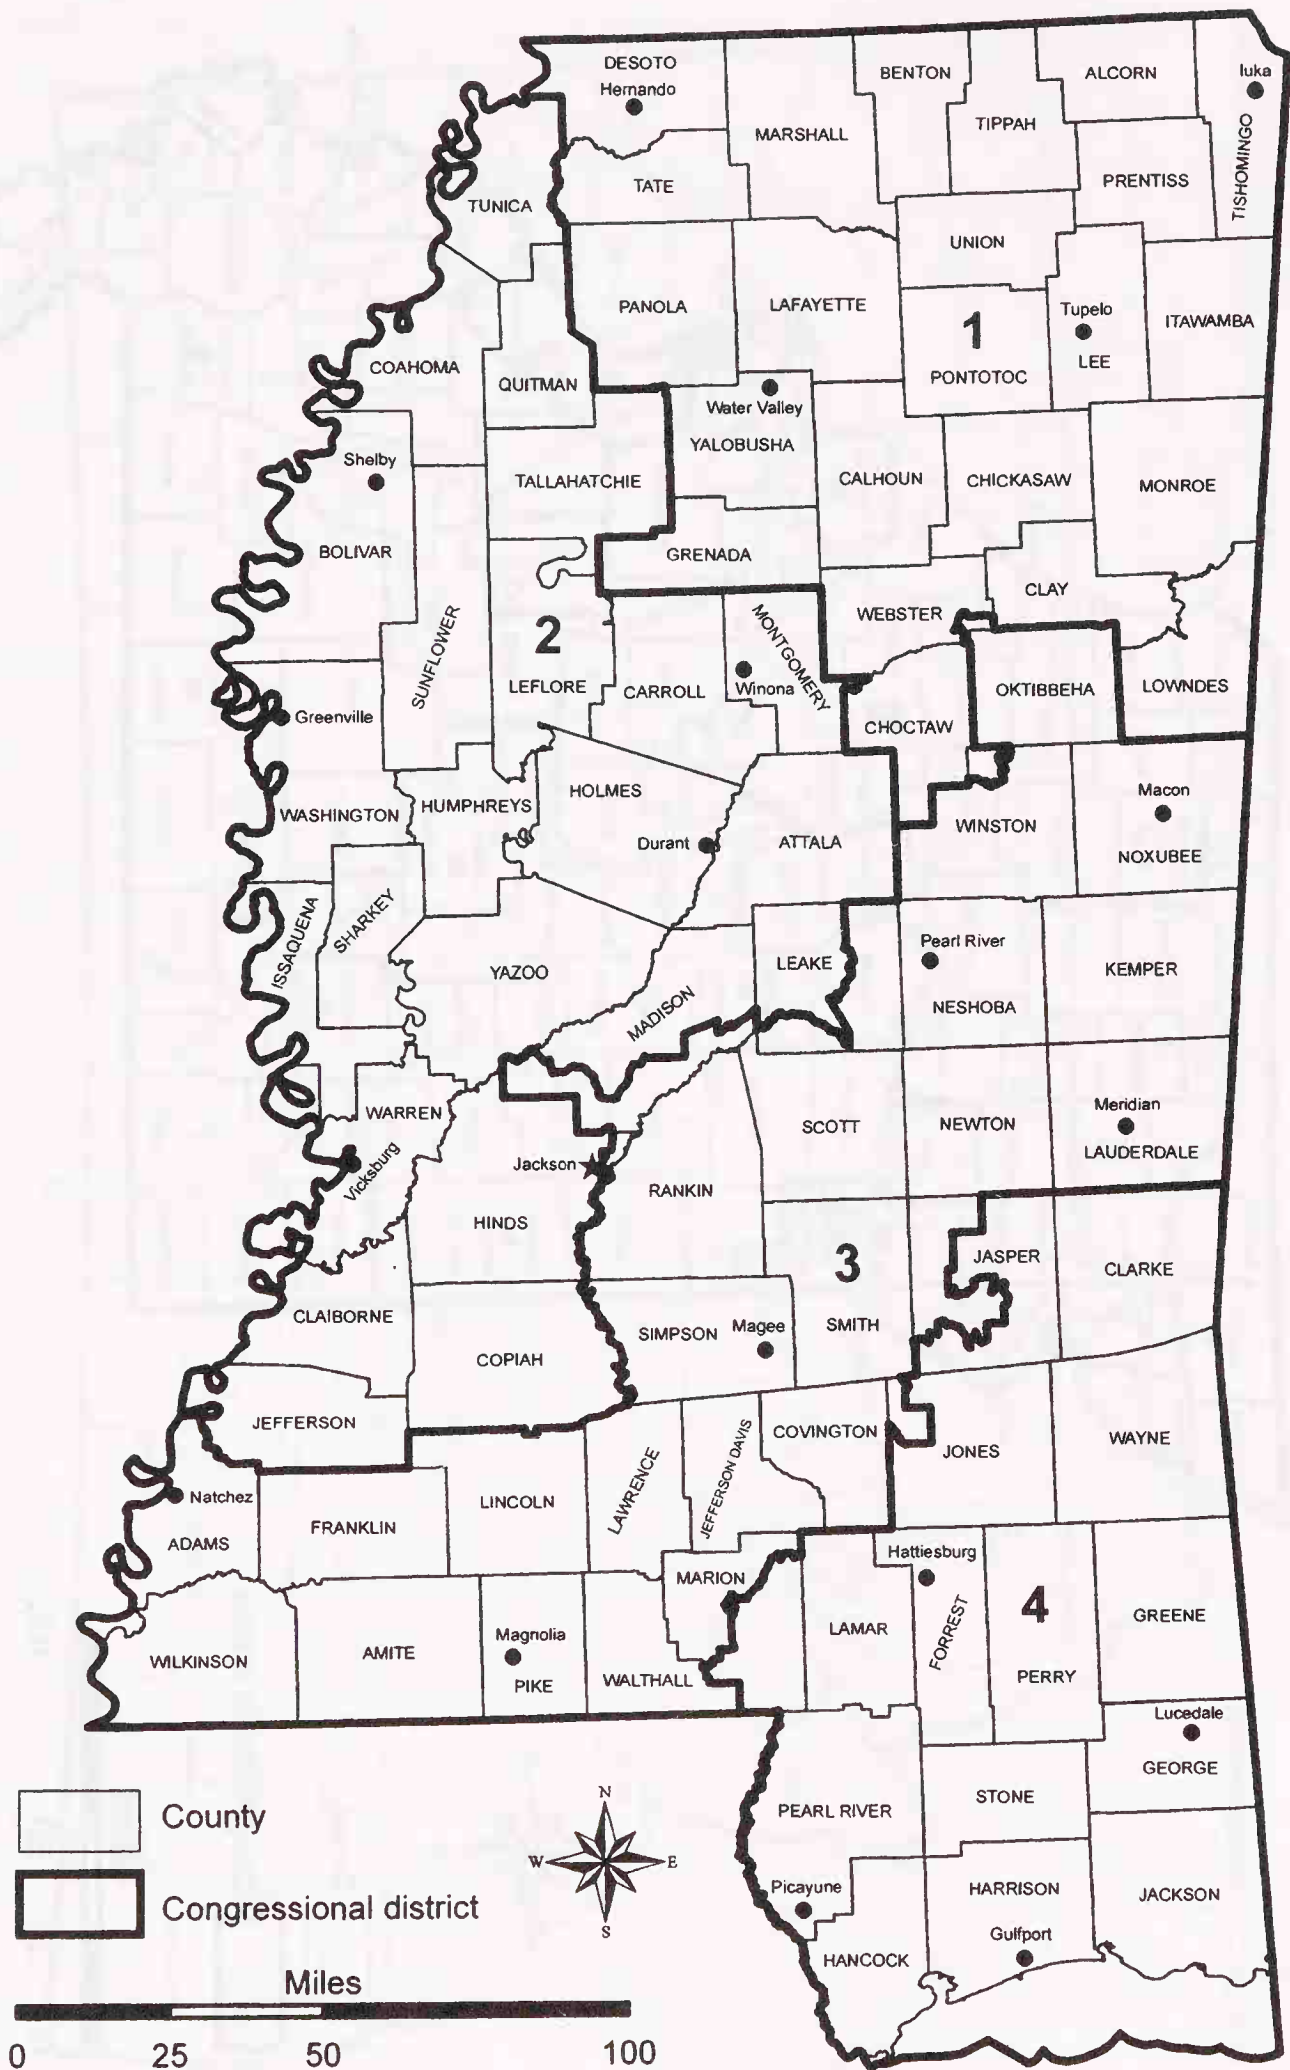 DESOTO
Hernando
BENTON
ALCORN
Iuka
MARSHALL
TIPPAH
TISHOMINGO
TATE
PRENTISS
TUNICA
UNION
PANOLA
LAFAYETTE
1
Tupelo
ITAWAMBA
COAHOMA
QUITMAN
PONTOTOC
LEE
Water Valley
YALOBUSHA
Shelby
TALLAHATCHIE
CALHOUN
CHICKASAW
MONROE
BOLIVAR
GRENADA
CLAY
WEBSTER
SUNFLOWER
2
MONTGOMERY
LEFLORE
CARROLL
Winona
OKTIBBEHA
LOWNDES
Greenville
CHOCTAW
HOLMES
Macon
WASHINGTON
HUMPHREYS
Durant
ATTALA
WINSTON
NOXUBEE
ISSAQUENA
SHARKEY
YAZOO
LEAKE
Pearl River
KEMPER
MADISON
NESHOBA
WARREN
SCOTT
NEWTON
Meridian
LAUDERDALE
Vicksburg
Jackson
RANKIN
HINDS
3
JASPER
CLARKE
CLAIBORNE
SIMPSON
Magee
SMITH
COPIAH
JEFFERSON
COVINGTON
JONES
WAYNE
LAWRENCE
JEFFERSON DAVIS
Natchez
LINCOLN
FRANKLIN
ADAMS
Hattiesburg
MARION
4
GREENE
LAMAR
FORREST
WILKINSON
AMITE
Magnolia
PIKE
WALTHALL
PERRY
Lucedale
GEORGE
STONE
PEARL RIVER
Picayune
HARRISON
JACKSON
Gulfport
HANCOCK
County
Congressional district
N
W
E
S
Miles
0 25 50 100